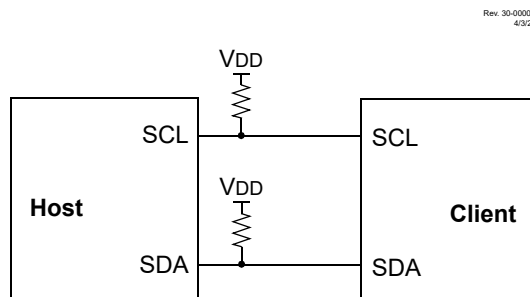 Rev. 30-0000
4/3/2
VDD
SCL
SCL
VDD
Host
Client
SDA
SDA